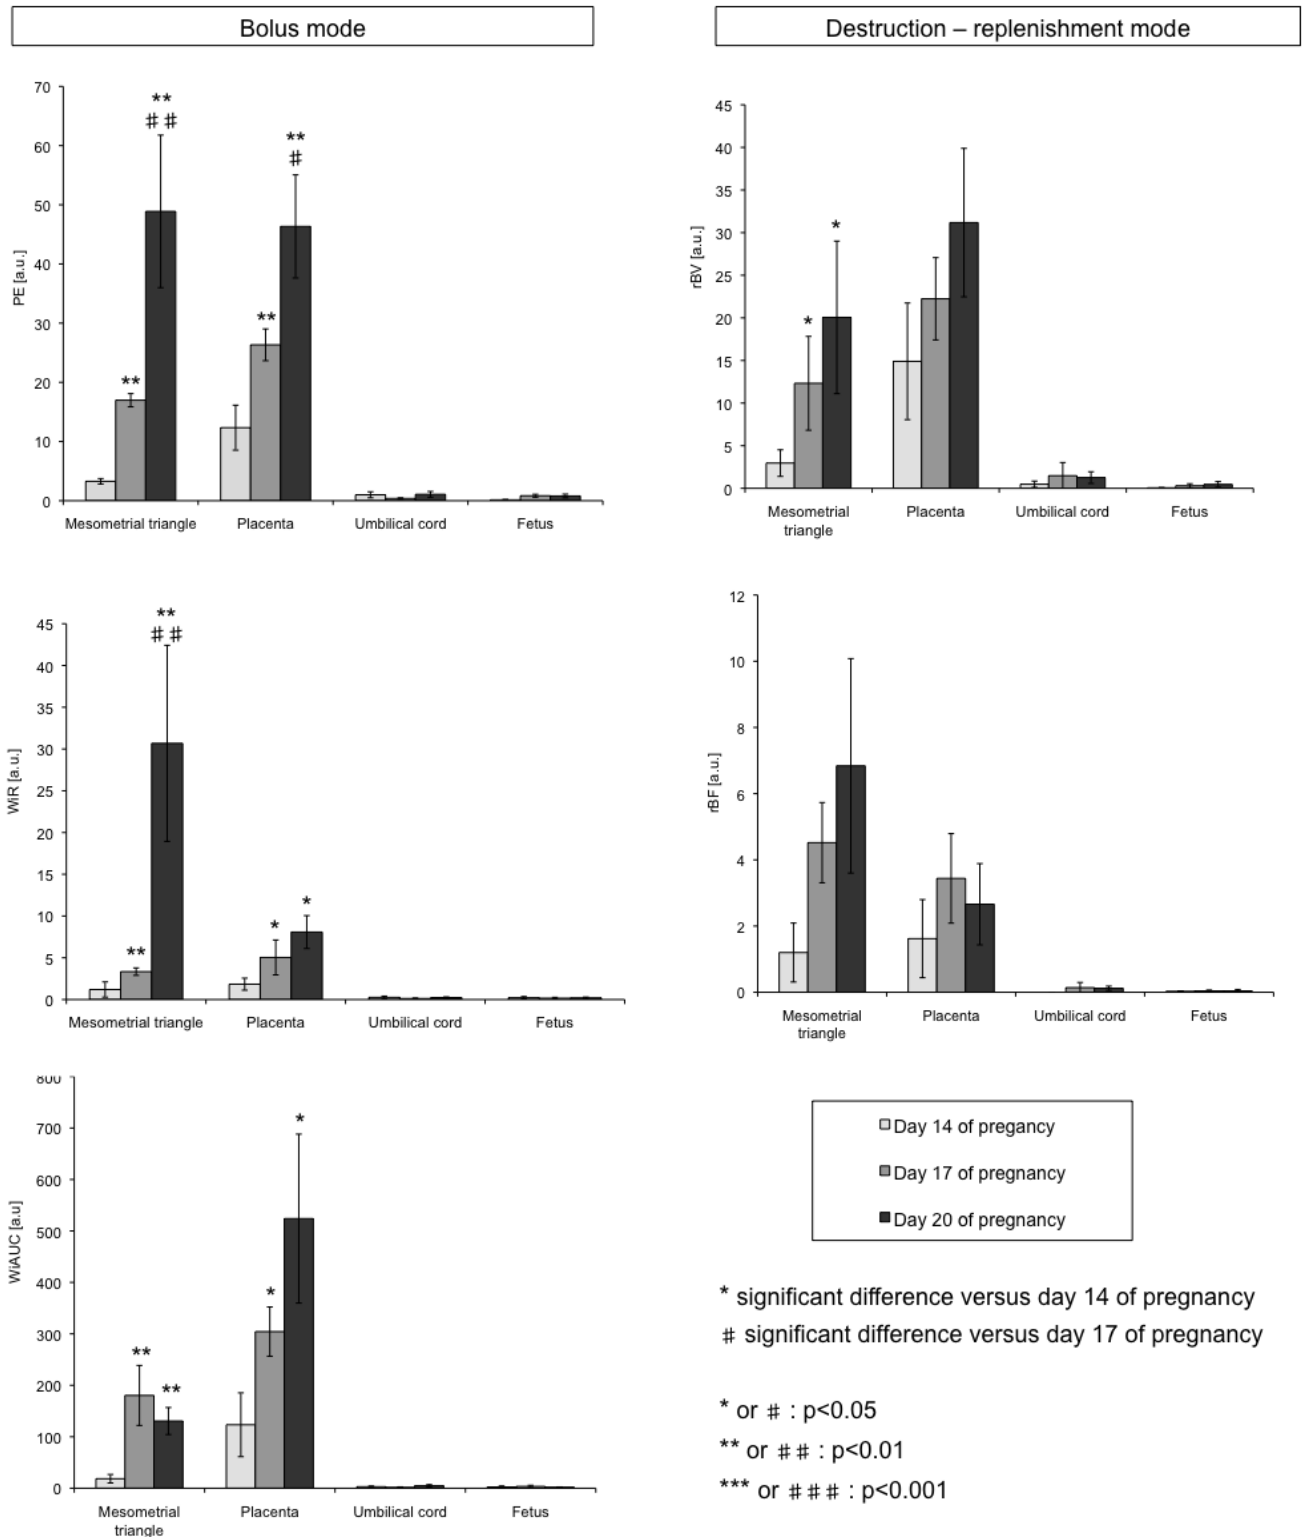 Bolus mode
Destruction – replenishment mode
70
60
50
40
30
20
10
0
PE [a.u.]
**
**
##
**
**
#
Mesometrial triangle Placenta Umbilical cord Fetus
45
40
35
30
25
20
15
10
5
0
rBV [a.u.]
*
*
Mesometrial
triangle
Placenta Umbilical cord Fetus
45
40
35
30
25
20
15
10
5
0
WiR [a.u.]
**
**
##
*
*
Mesometrial triangle Placenta Umbilical cord Fetus
12
10
8
6
4
2
0
rBF [a.u.]
Mesometrial
triangle
Placenta Umbilical cord Fetus
800
700
600
500
400
300
200
100
0
WiAUC [a.u]
**
**
*
*
Mesometrial
triangle
Placenta Umbilical cord Fetus
Day 14 of pregancy
Day 17 of pregnancy
Day 20 of pregnancy
* significant difference versus day 14 of pregnancy
# significant difference versus day 17 of pregnancy
* or # : p<0.05
** or ## : p<0.01
*** or ### : p<0.001